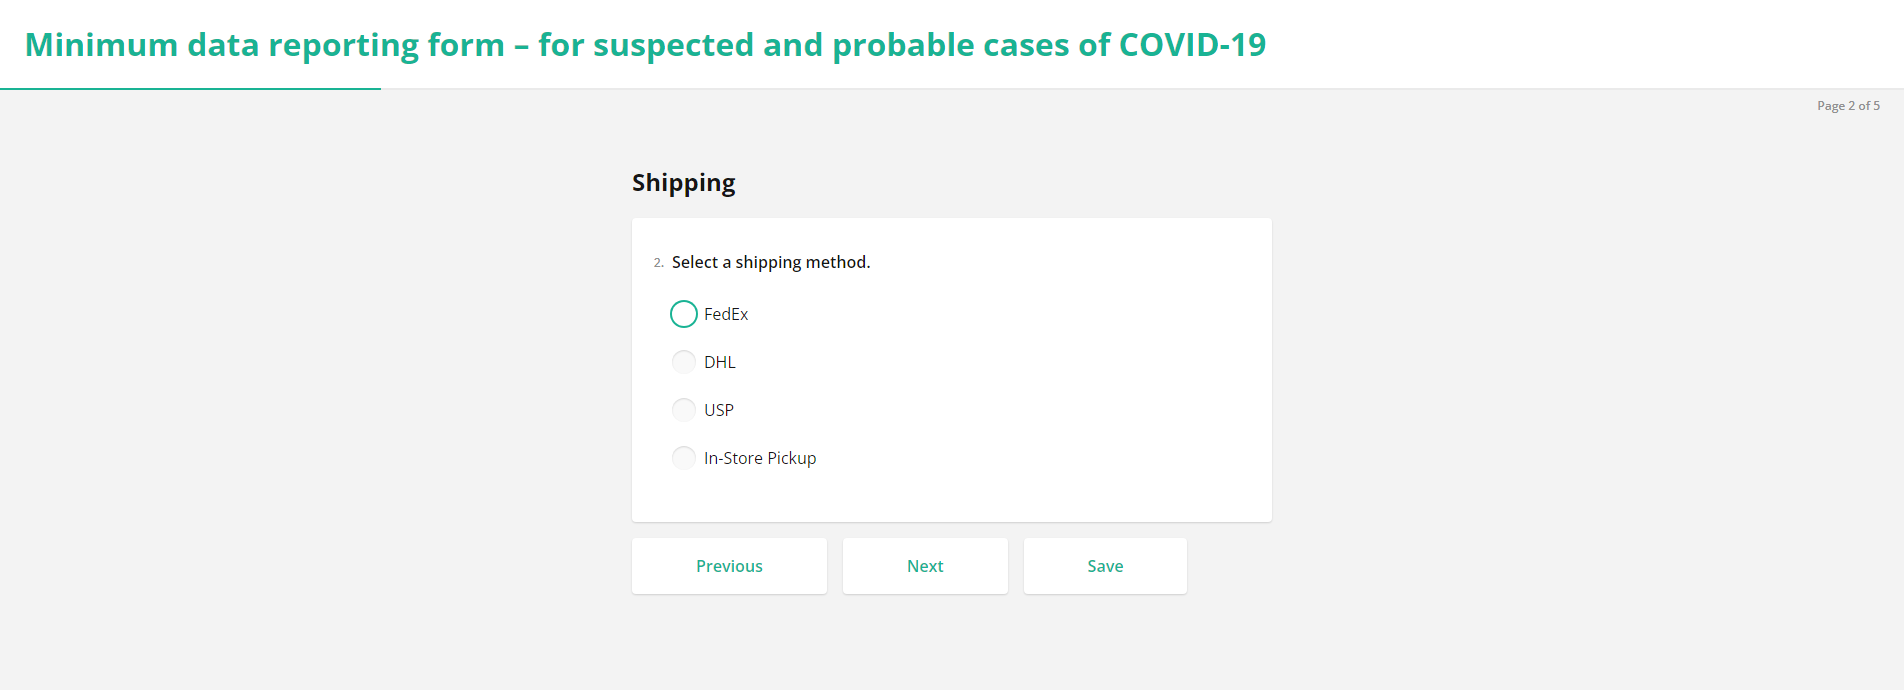 Minimum data reporting form – for suspected and probable cases of COVID-19
Page 2 of 5
Shipping
2. Select a shipping method.
FedEx
DHL
USP
In-Store Pickup
Previous Next Save